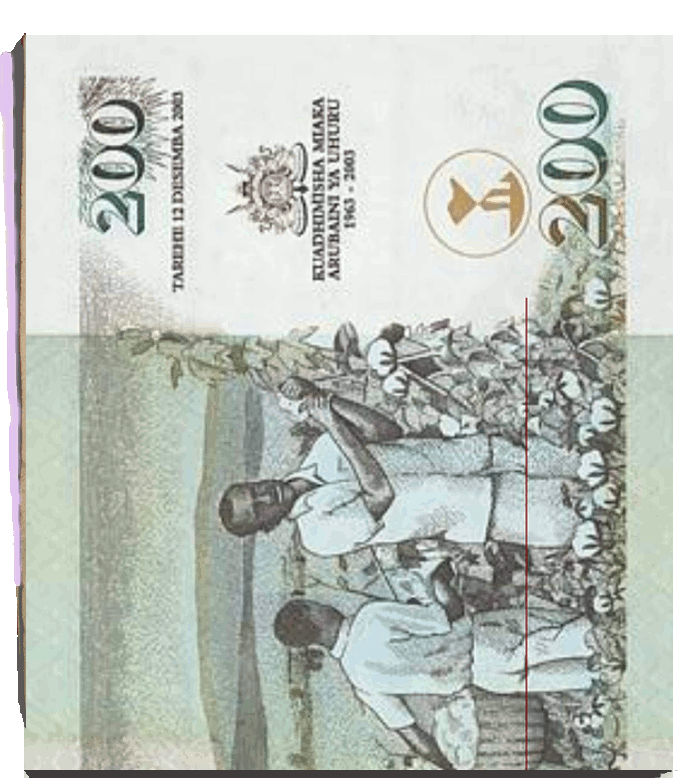 200
TAREHE 12 DESEMBA 2003
KUADHIMISHA MIAKA
ARUBAINI YA UHURU
1963 - 2003
200